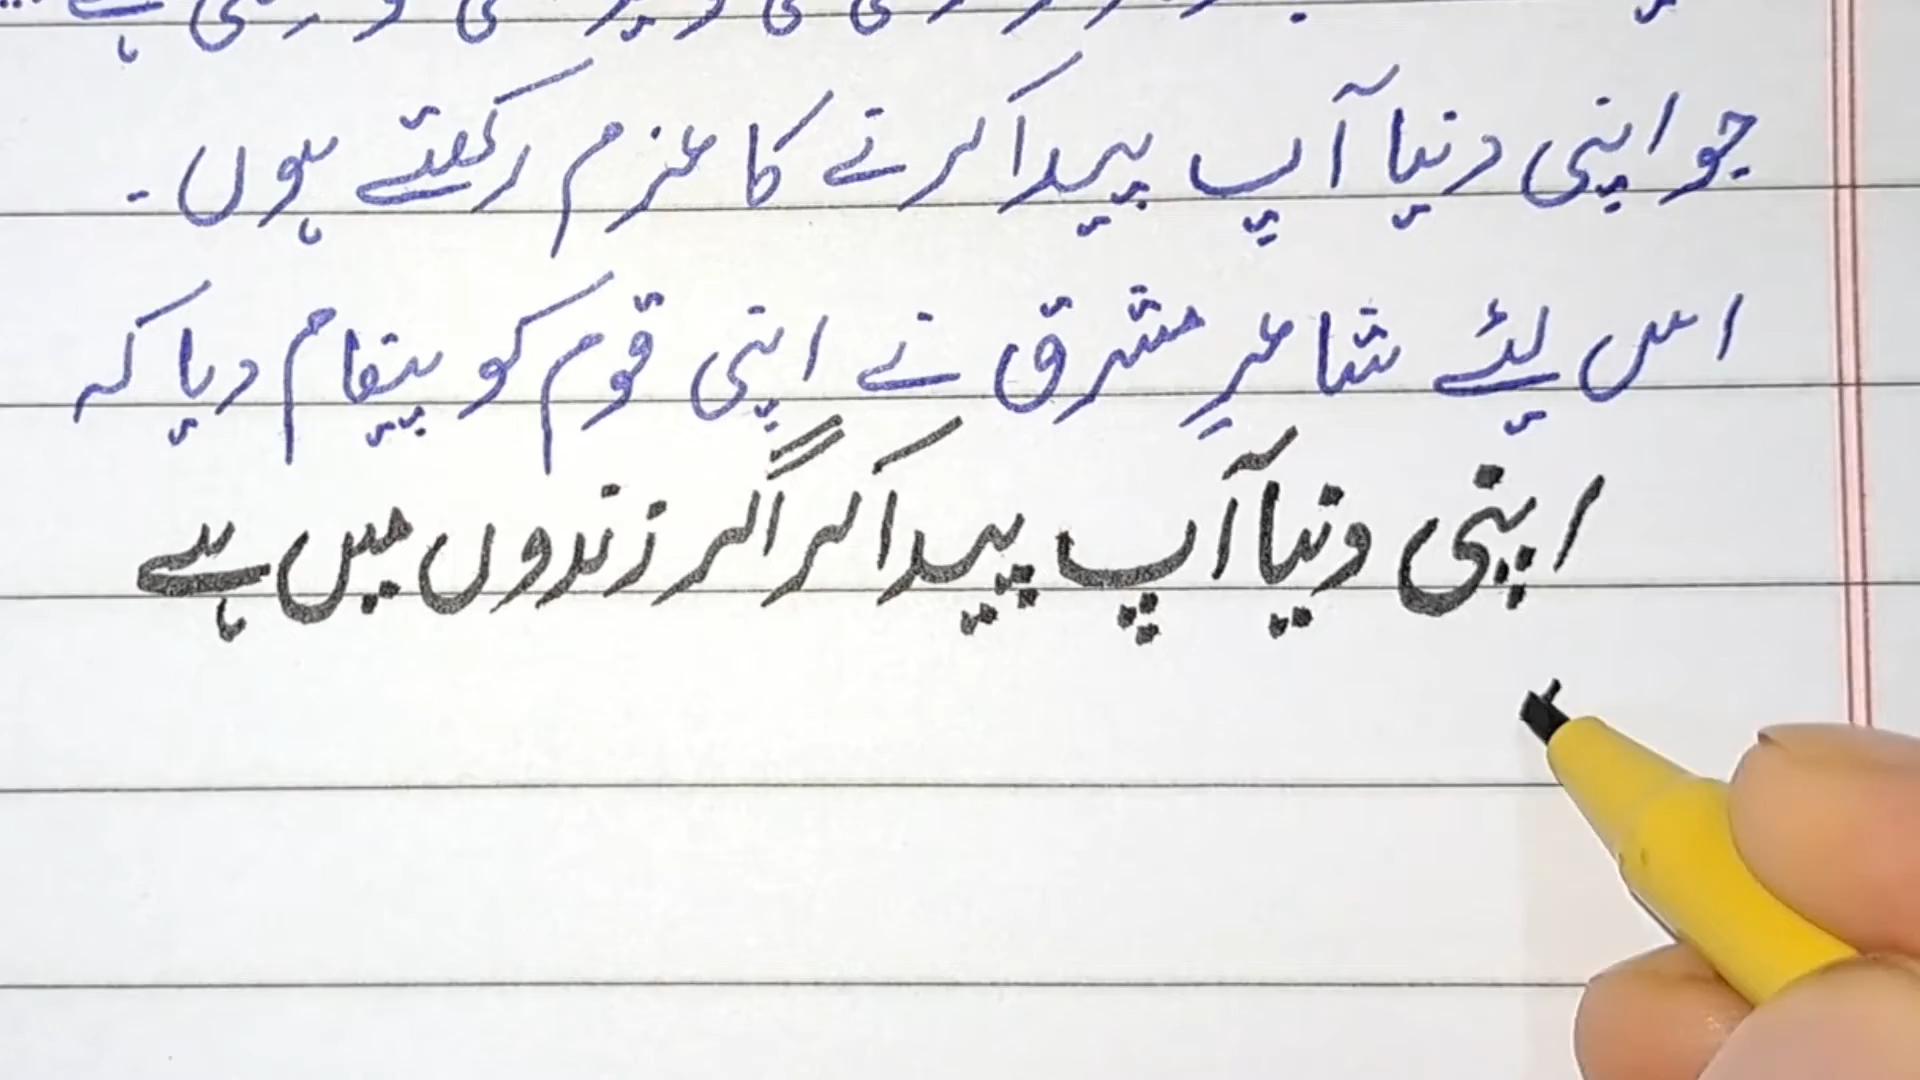 جو اپنی دنیا آپ پیدا کرنے کا عزم رکھتے ہوں۔
اس لئے شاعرِ مشرق نے اپنی قوم کو پیغام دیا کہ
اپنی دنیا آپ پیدا کر اگر زندوں میں ہے